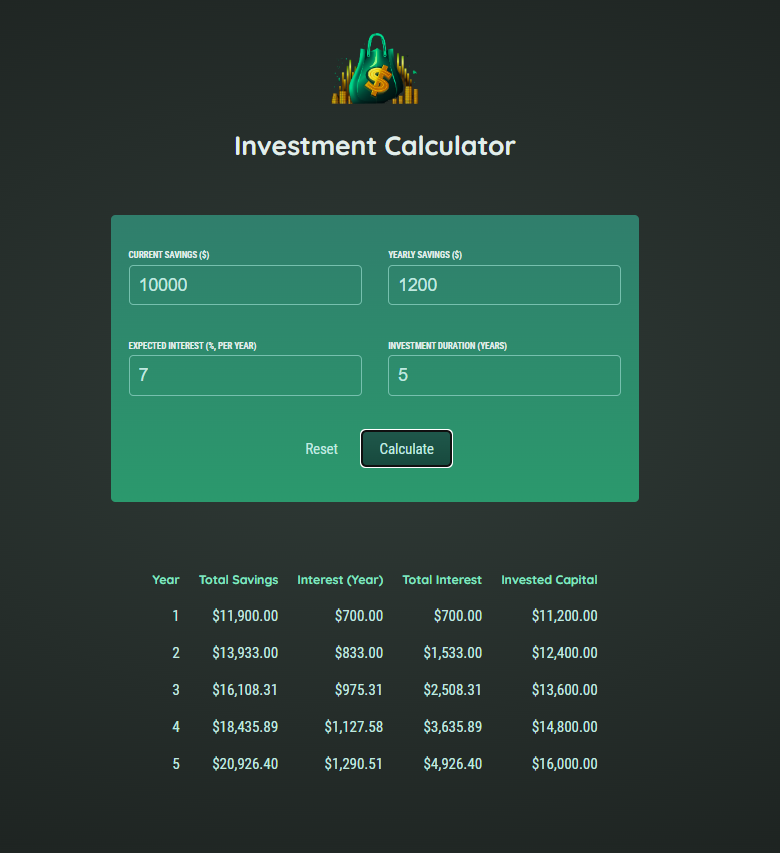 $
Investment Calculator
CURRENT SAVINGS ($) YEARLY SAVINGS ($)
10000 1200
EXPECTED INTEREST (%, PER YEAR) INVESTMENT DURATION (YEARS)
7 5
Reset Calculate
Year Total Savings Interest (Year) Total Interest Invested Capital
1 $11,900.00 $700.00 $700.00 $11,200.00
2 $13,933.00 $833.00 $1,533.00 $12,400.00
3 $16,108.31 $975.31 $2,508.31 $13,600.00
4 $18,435.89 $1,127.58 $3,635.89 $14,800.00
5 $20,926.40 $1,290.51 $4,926.40 $16,000.00